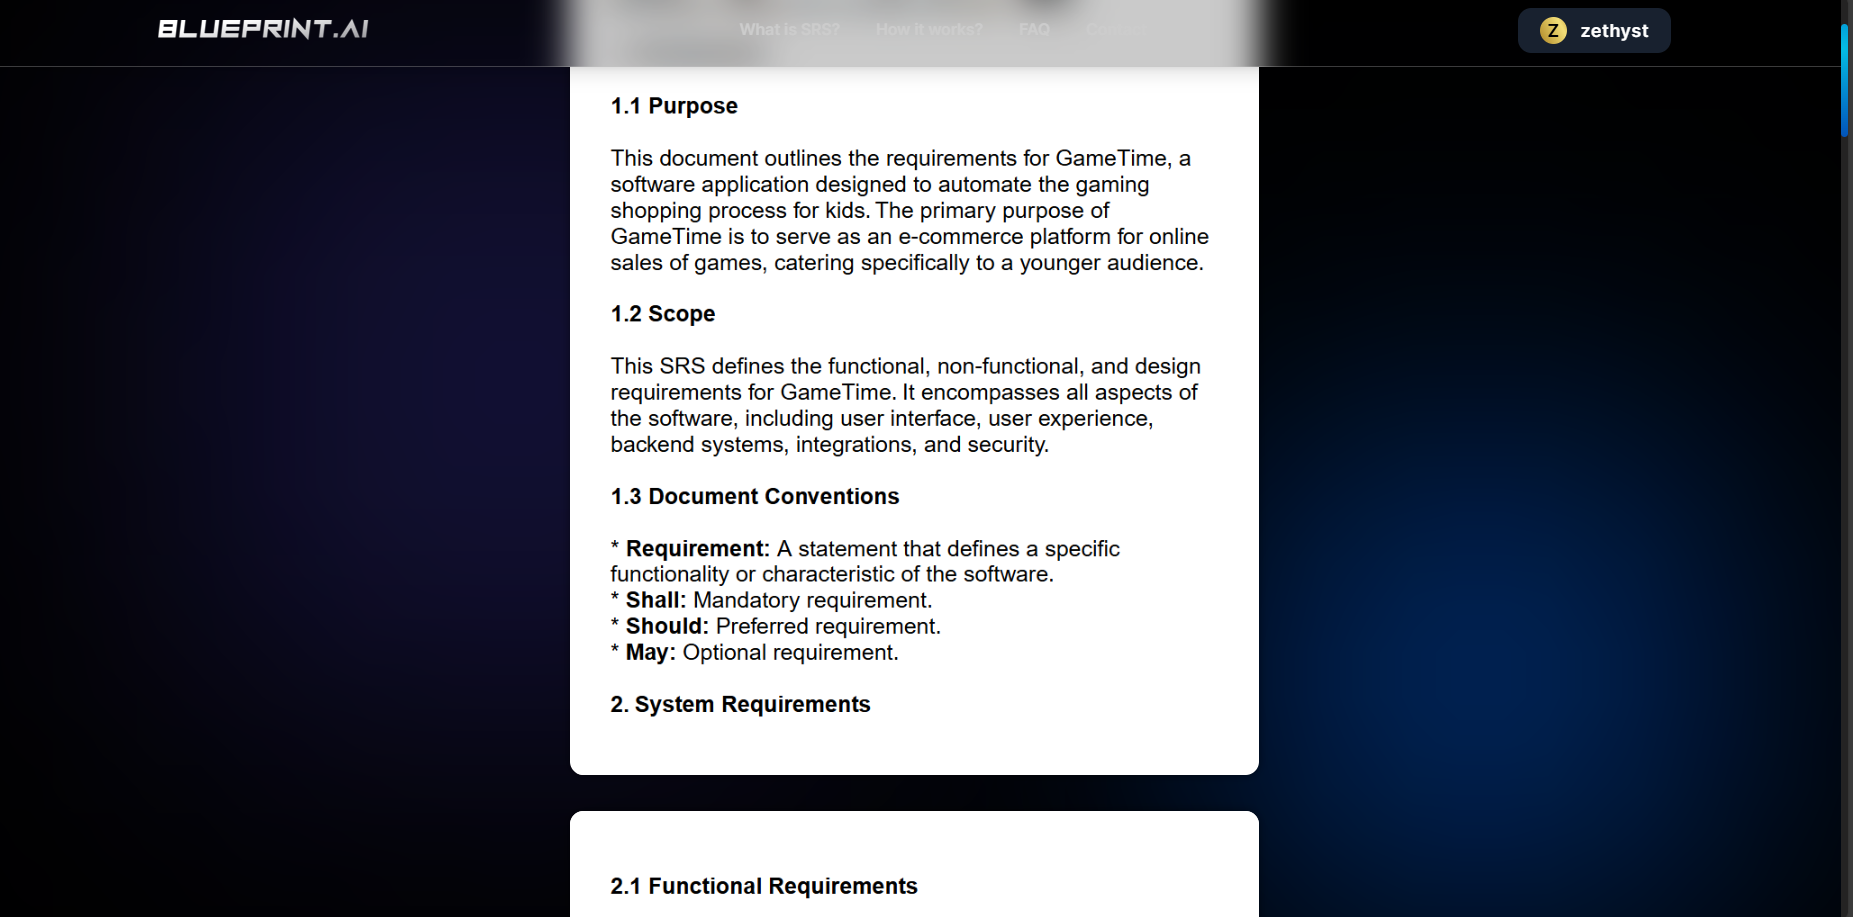 BLUEPRINT.AI
What is SRS?
How it works?
FAQ
Z
zethyst
1.1 Purpose
This document outlines the requirements for GameTime, a
software application designed to automate the gaming
shopping process for kids. The primary purpose of
GameTime is to serve as an e-commerce platform for online
sales of games, catering specifically to a younger audience.
1.2 Scope
This SRS defines the functional, non-functional, and design
requirements for GameTime. It encompasses all aspects of
the software, including user interface, user experience,
backend systems, integrations, and security.
1.3 Document Conventions
* Requirement: A statement that defines a specific
functionality or characteristic of the software.
* Shall: Mandatory requirement.
* Should: Preferred requirement.
* May: Optional requirement.
2. System Requirements
2.1 Functional Requirements